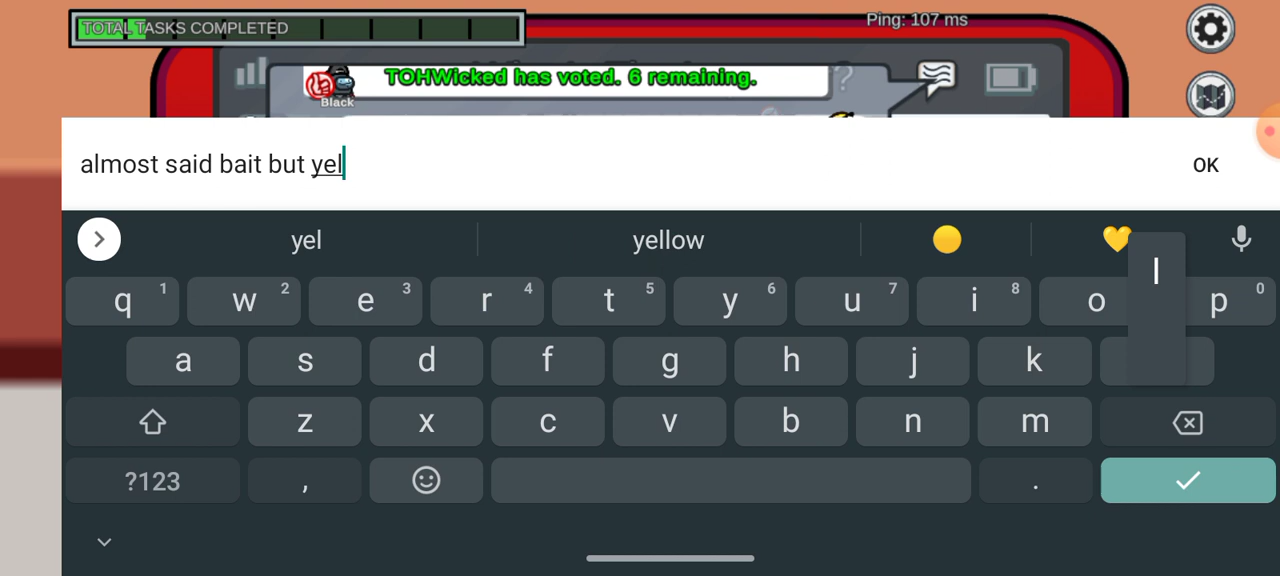 TOTAL TASKS COMPLETED
Ping: 107 ms
TOHWicked has voted. 6 remaining.
?
Black
almost said bait but yel
OK
yel yellow
l
q 1 w 2 e 3 r 4 t 5 y 6 u 7 i 8 o p 0
a s d f g h j k
z x c v b n m
?123 , .